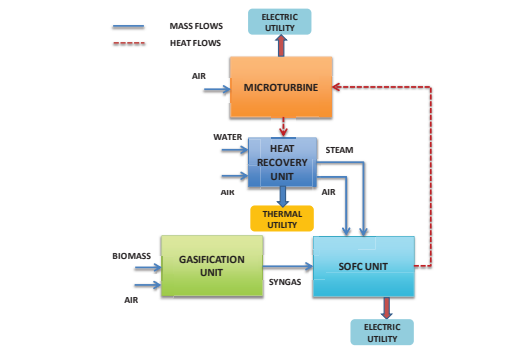 ELECTRIC
UTILITY
MASS FLOWS
HEAT FLOWS
AIR
MICROTURBINE
WATER
HEAT
RECOVERY
UNIT
STEAM
AIR
AIR
THERMAL
UTILITY
BIOMASS
GASIFICATION
UNIT
SOFC UNIT
SYNGAS
AIR
ELECTRIC
UTILITY